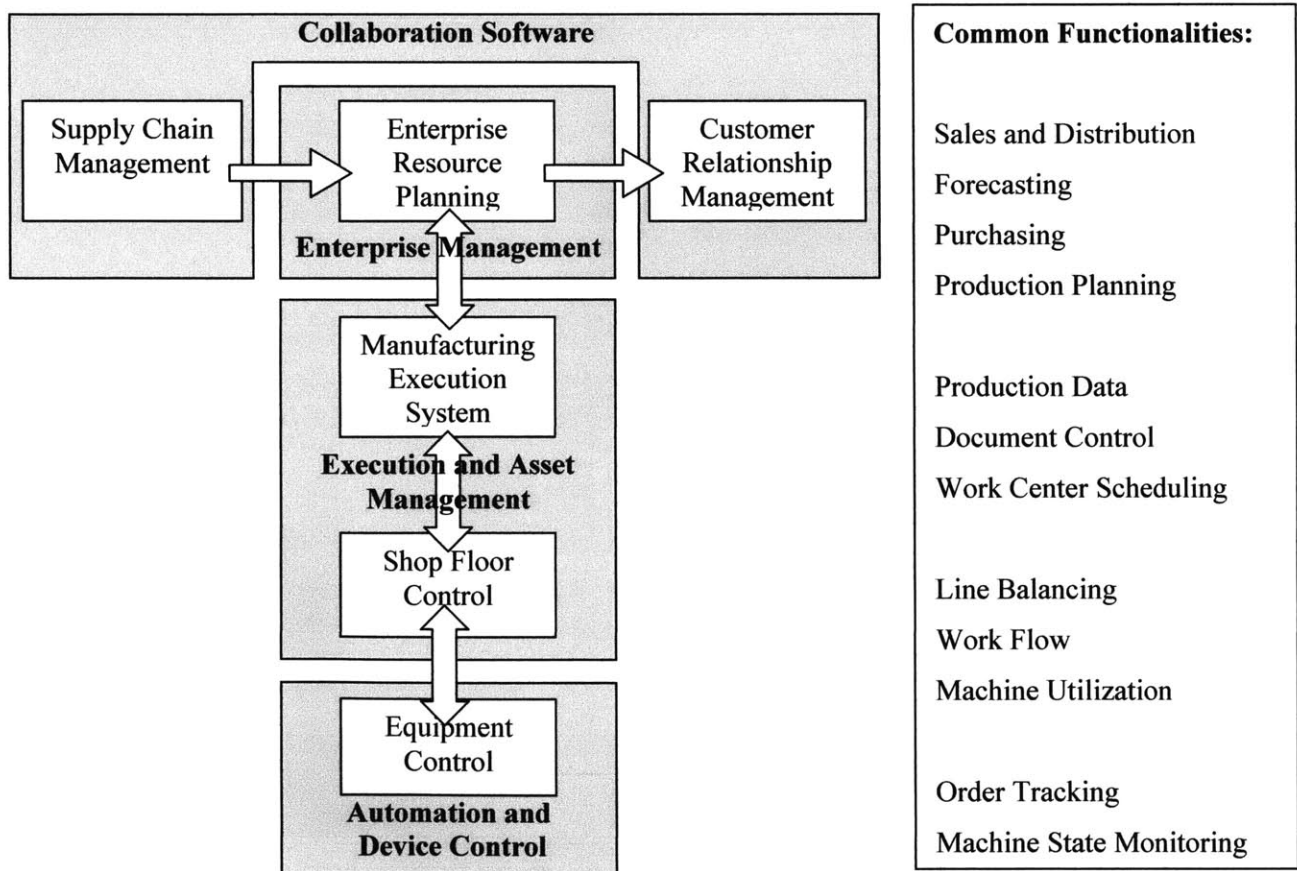 Collaboration Software
Supply Chain
Management
Enterprise
Resource
Planning
Customer
Relationship
Management
Enterprise Management
Manufacturing
Execution
System
Execution and Asset
Management
Shop Floor
Control
Equipment
Control
Automation and
Device Control
Common Functionalities:
Sales and Distribution
Forecasting
Purchasing
Production Planning
Production Data
Document Control
Work Center Scheduling
Line Balancing
Work Flow
Machine Utilization
Order Tracking
Machine State Monitoring